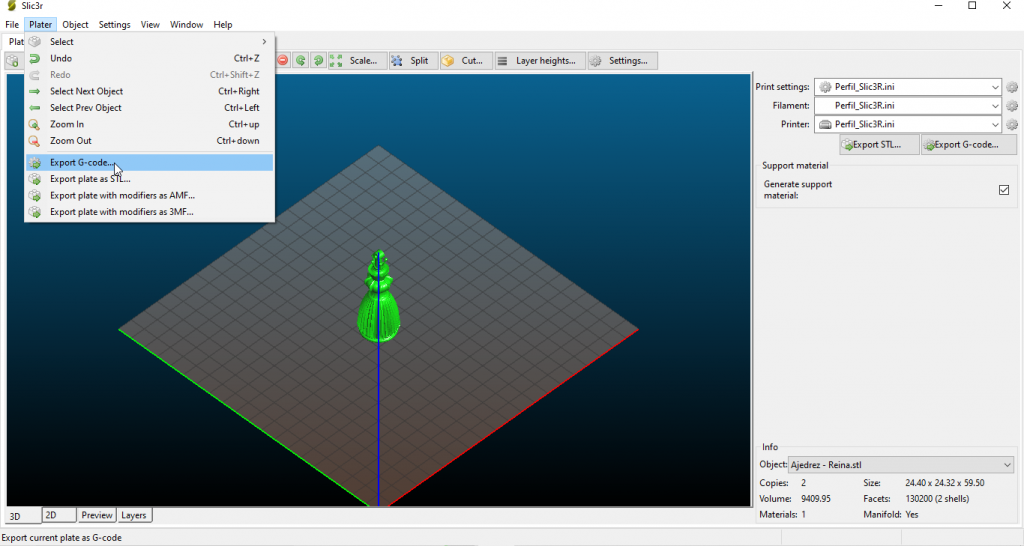 Slic3r
File Plater Object Settings View Window Help
Select
Undo Ctrl+Z
Redo Ctrl+Shift+Z
Select Next Object Ctrl+Right
Select Prev Object Ctrl+Left
Zoom In Ctrl+up
Zoom Out Ctrl+down
Export G-code...
Export plate as STL...
Export plate with modifiers as AMF...
Export plate with modifiers as 3MF...
Plat
Scale... Split Cut... Layer heights... Settings...
Print settings: Perfil_Slic3R.ini
Filament: Perfil_Slic3R.ini
Printer: Perfil_Slic3R.ini
Export STL... Export G-code...
Support material
Generate support
material:
Info
Object: Ajedrez - Reina.stl
Copies: 2 Size: 24.40 x 24.32 x 59.50
Volume: 9409.95 Facets: 130200 (2 shells)
Materials: 1 Manifold: Yes
3D 2D Preview Layers
Export current plate as G-code